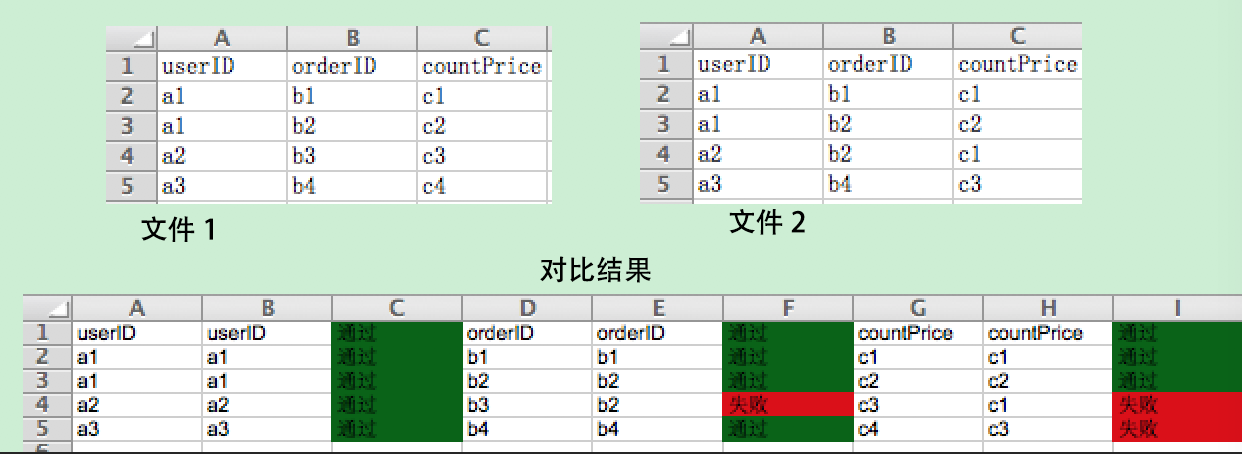 A B C
1 userID orderID countPrice
2 a1 b1 c1
3 a1 b2 c2
4 a2 b3 c3
5 a3 b4 c4
文件 1
A B C
1 userID orderID countPrice
2 a1 b1 c1
3 a1 b2 c2
4 a2 b2 c1
5 a3 b4 c3
文件 2
对比结果
A B C D E F G H I
1 userID userID 通过 orderID orderID 通过 countPrice countPrice 通过
2 a1 a1 通过 b1 b1 通过 c1 c1 通过
3 a1 a1 通过 b2 b2 通过 c2 c2 通过
4 a2 a2 通过 b3 b2 失败 c3 c1 失败
5 a3 a3 通过 b4 b4 通过 c4 c3 失败